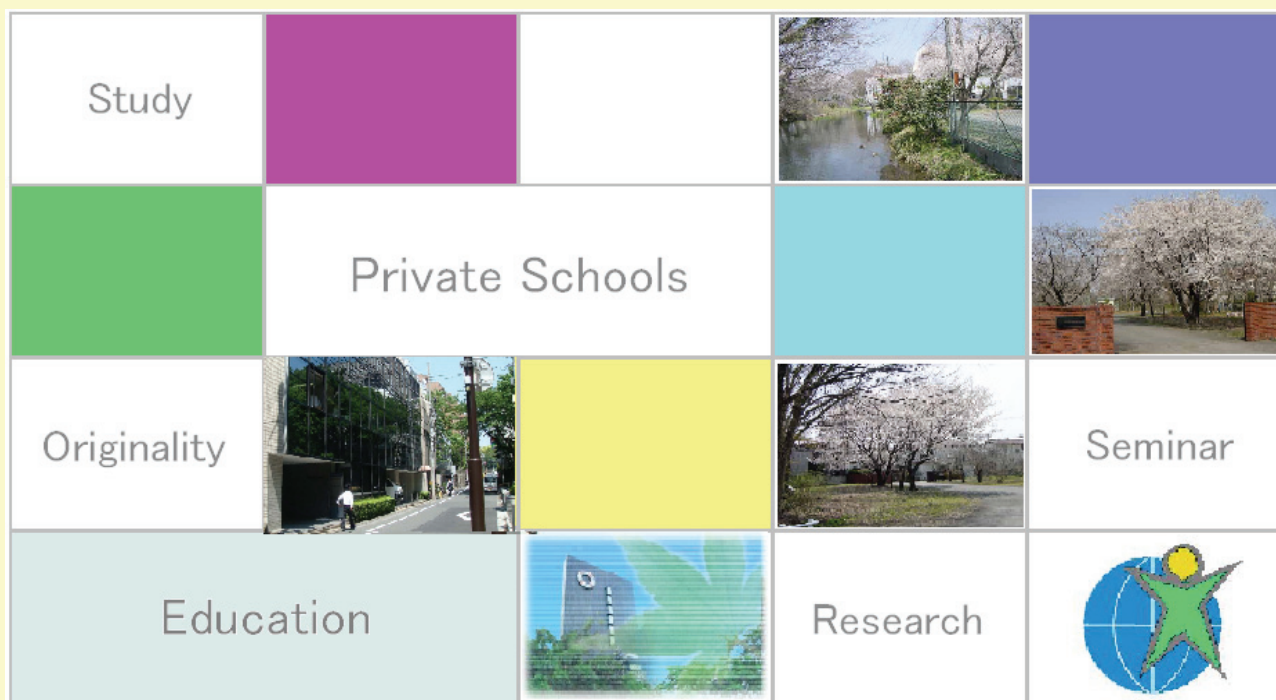 Study
Private Schools
Originality
Seminar
Education
Research